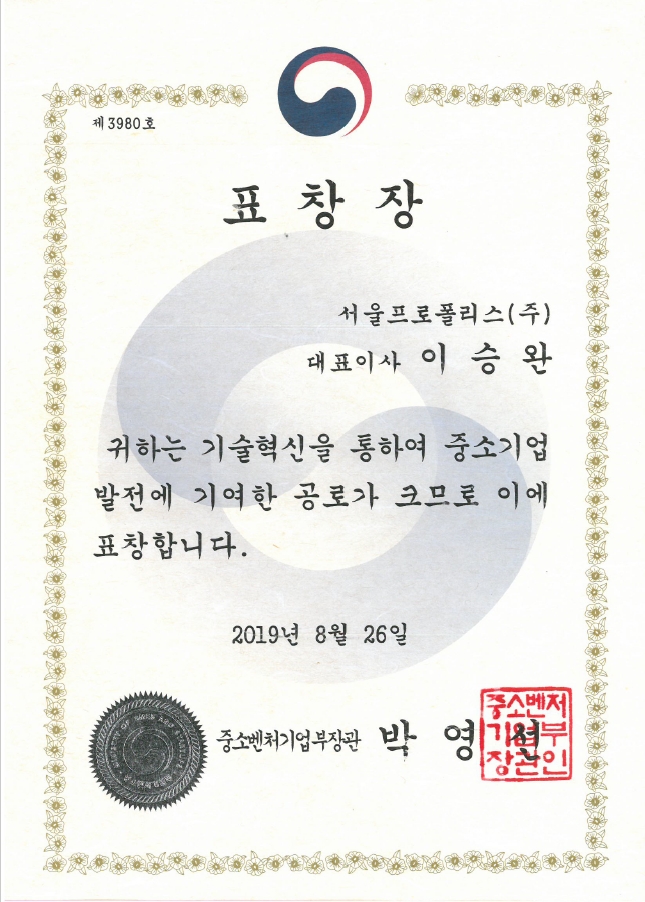 제3980호
표 창 장
서울프로폴리스(주)
대표이사 이 승 완
귀하는 기술혁신을 통하여 중소기업
발전에 기여한 공로가 크므로 이에
표창합니다.
2019년 8월 26일
중소벤처기업부장관 박 영 선
중소벤처
기업부
장관인